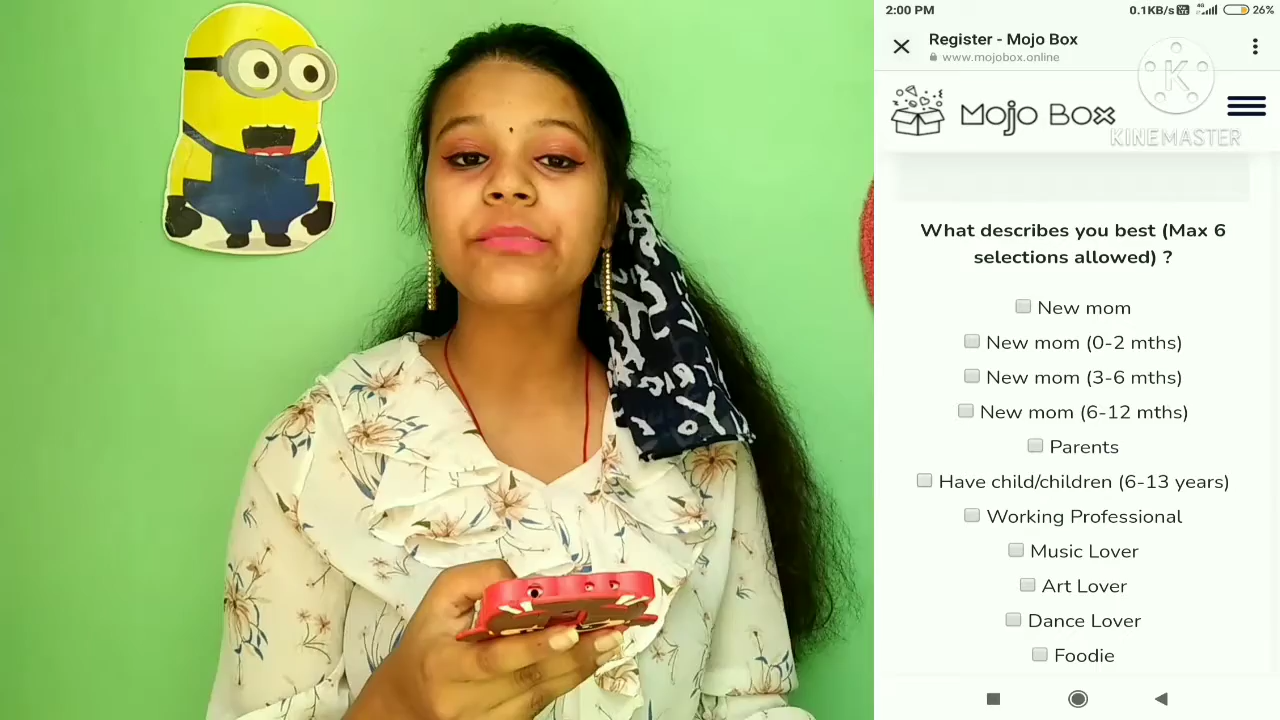 2:00 PM
0.1KB/s
4G
26%
Register - Mojo Box
www.mojobox.online
Mojo Box
K
KINEMASTER
What describes you best (Max 6
selections allowed) ?
New mom
New mom (0-2 mths)
New mom (3-6 mths)
New mom (6-12 mths)
Parents
Have child/children (6-13 years)
Working Professional
Music Lover
Art Lover
Dance Lover
Foodie